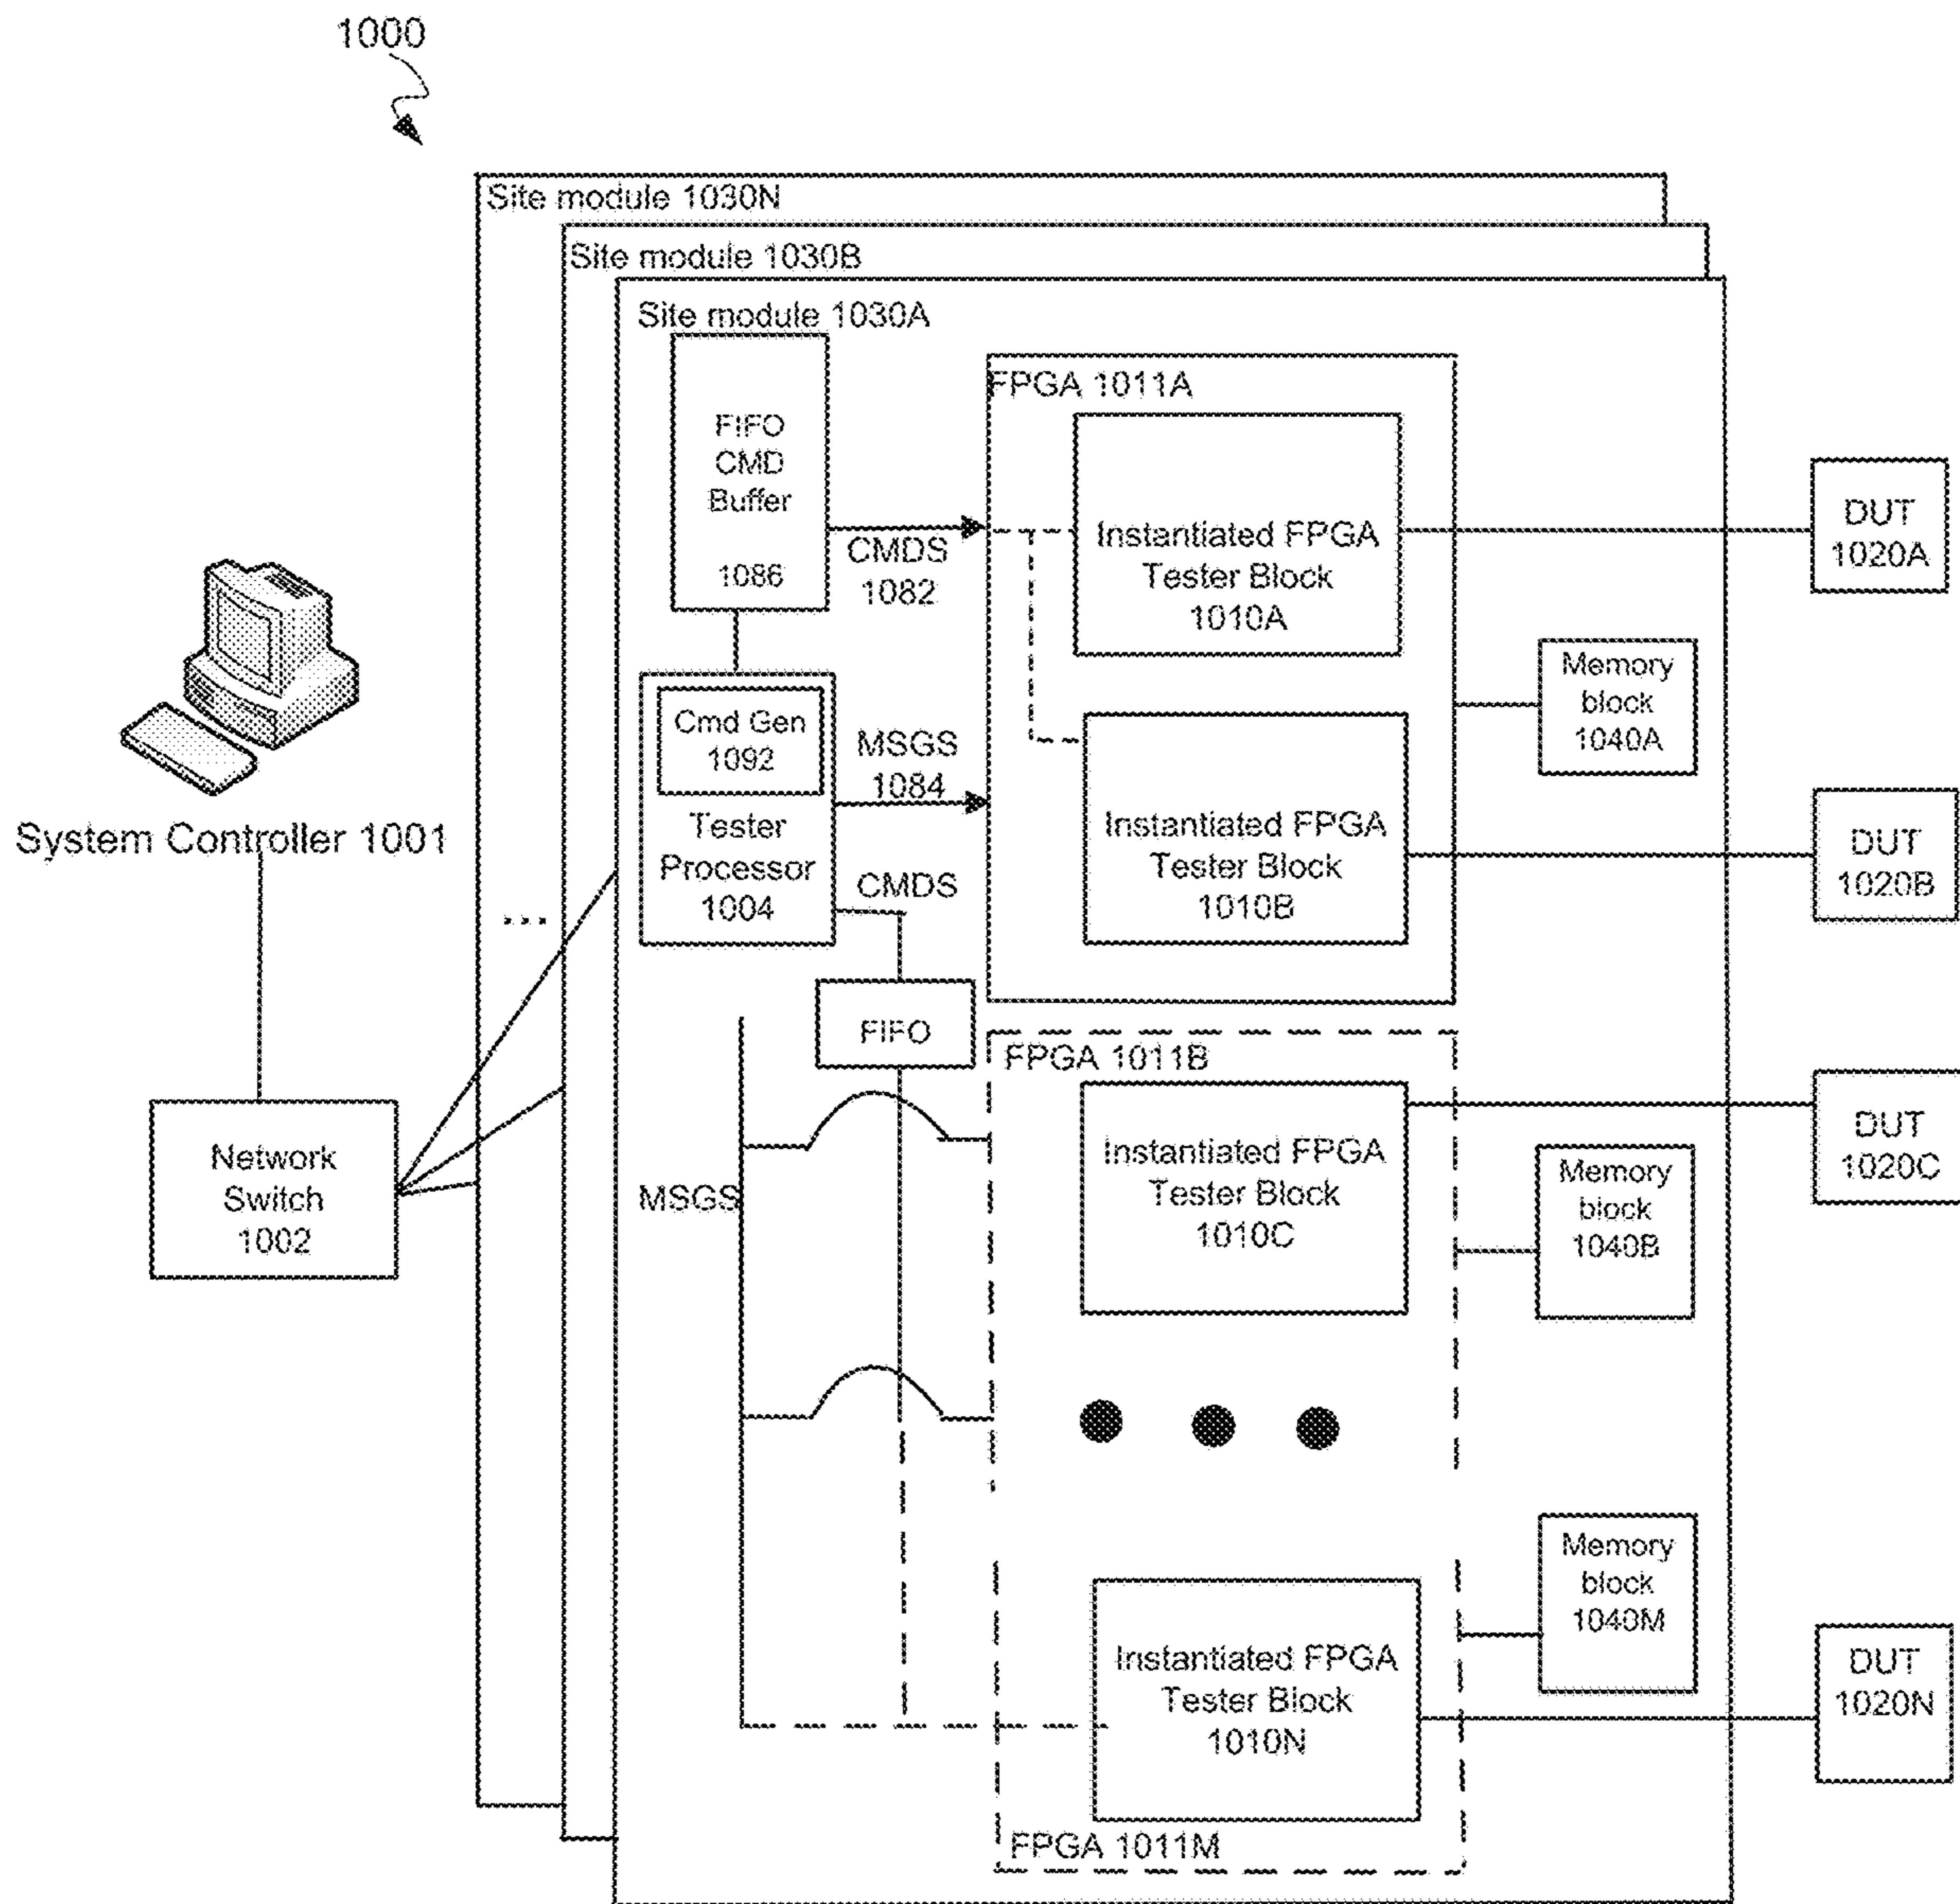 1000
Site module 1030N
Site module 1030B
Site module 1030A
FIFO
CMD
Buffer
1086
CMDS
1082
FPGA 1011A
Instantiated FPGA
Tester Block
1010A
DUT
1020A
Memory
block
1040A
Cmd Gen
1092
Tester
Processor
1004
MSGS
1084
CMDS
Instantiated FPGA
Tester Block
1010B
DUT
1020B
System Controller 1001
...
FIFO
FPGA 1011B
Instantiated FPGA
Tester Block
1010C
DUT
1020C
Memory
block
1040B
Network
Switch
1002
MSGS
Memory
block
1040M
Instantiated FPGA
Tester Block
1010N
DUT
1020N
FPGA 1011M